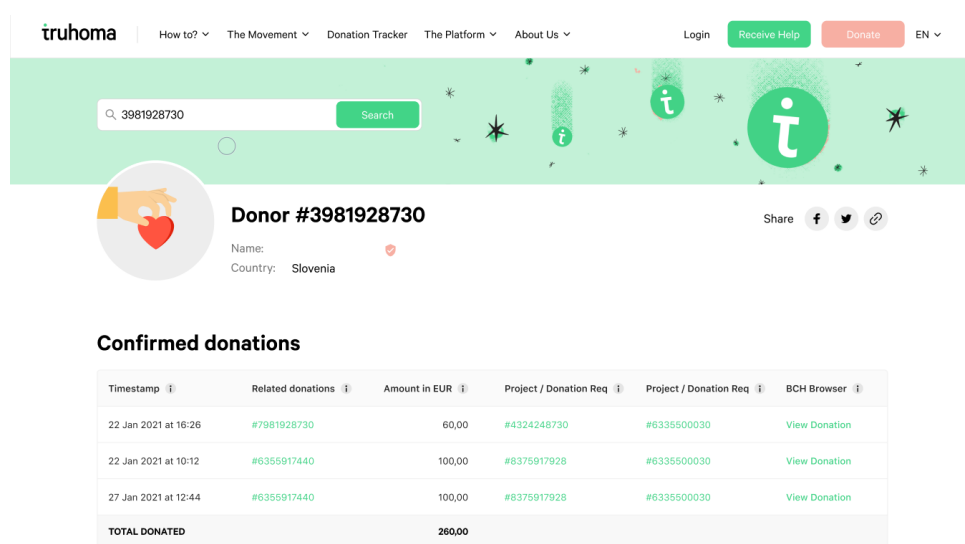 truhoma How to? The Movement Donation Tracker The Platform About Us Login Receive Help Donate EN
3981928730 Search
Donor #3981928730
Share
Name:
Country: Slovenia
Confirmed donations
Timestamp i Related donations i Amount in EUR i Project / Donation Req i Project / Donation Req i BCH Browser i
22 Jan 2021 at 16:26 #7981928730 60,00 #4324248730 #6335500030 View Donation
22 Jan 2021 at 10:12 #6355917440 100,00 #8375917928 #6335500030 View Donation
27 Jan 2021 at 12:44 #6355917440 100,00 #8375917928 #6335500030 View Donation
TOTAL DONATED 260,00